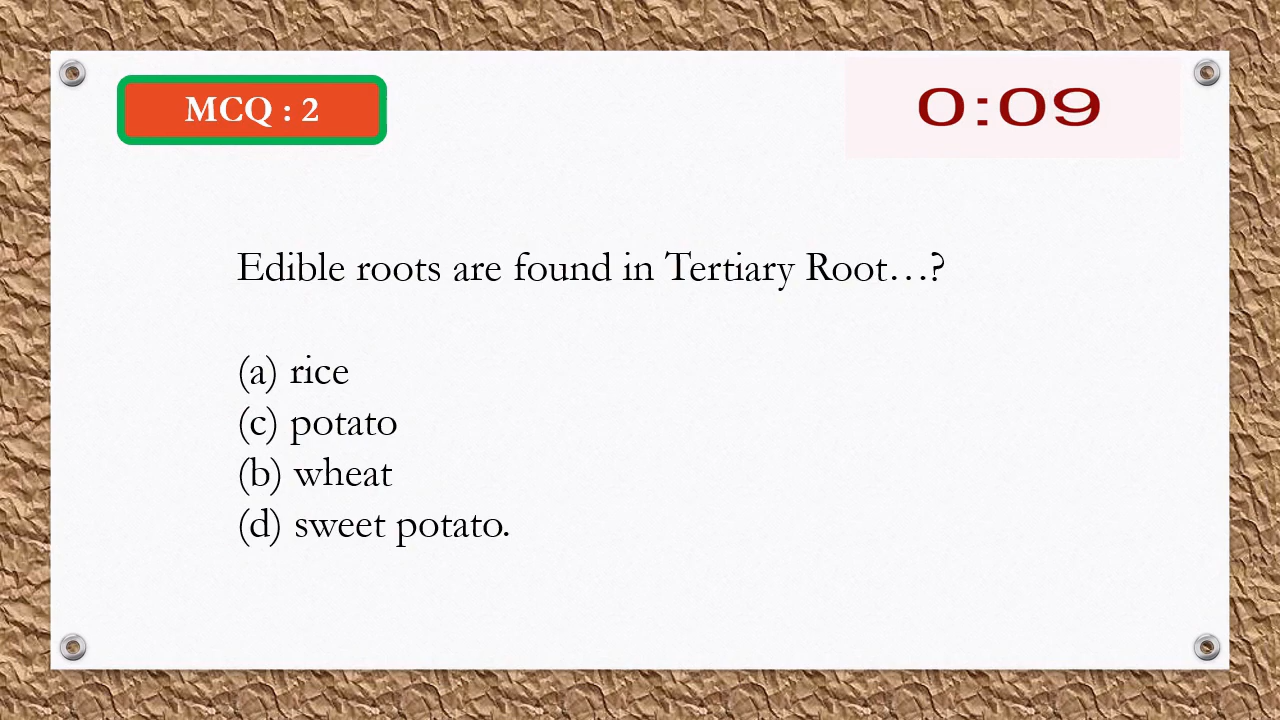 MCQ : 2
0:09
Edible roots are found in Tertiary Root…?
(a) rice
(c) potato
(b) wheat
(d) sweet potato.